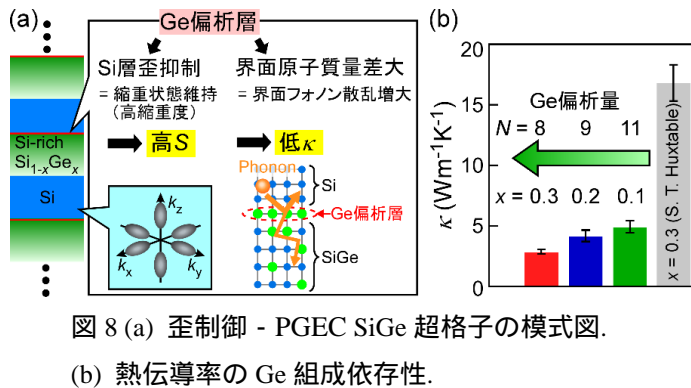 (a)
Ge偏析層
Si層歪抑制
= 縮重状態維持
(高縮重度)
高S
界面原子質量差大
= 界面フォノン散乱増大
低κ
Si-rich
Si1-xGex
Si
kz
kx
ky
Phonon
Si
Ge偏析層
SiGe
(b)
κ (Wm-1K-1)
20
15
10
5
0
Ge偏析量
N = 8 9 11
x = 0.3 0.2 0.1
x = 0.3 (S. T. Huxtable)
図 8 (a) 歪制御 - PGEC SiGe 超格子の模式図.
(b) 熱伝導率の Ge 組成依存性.